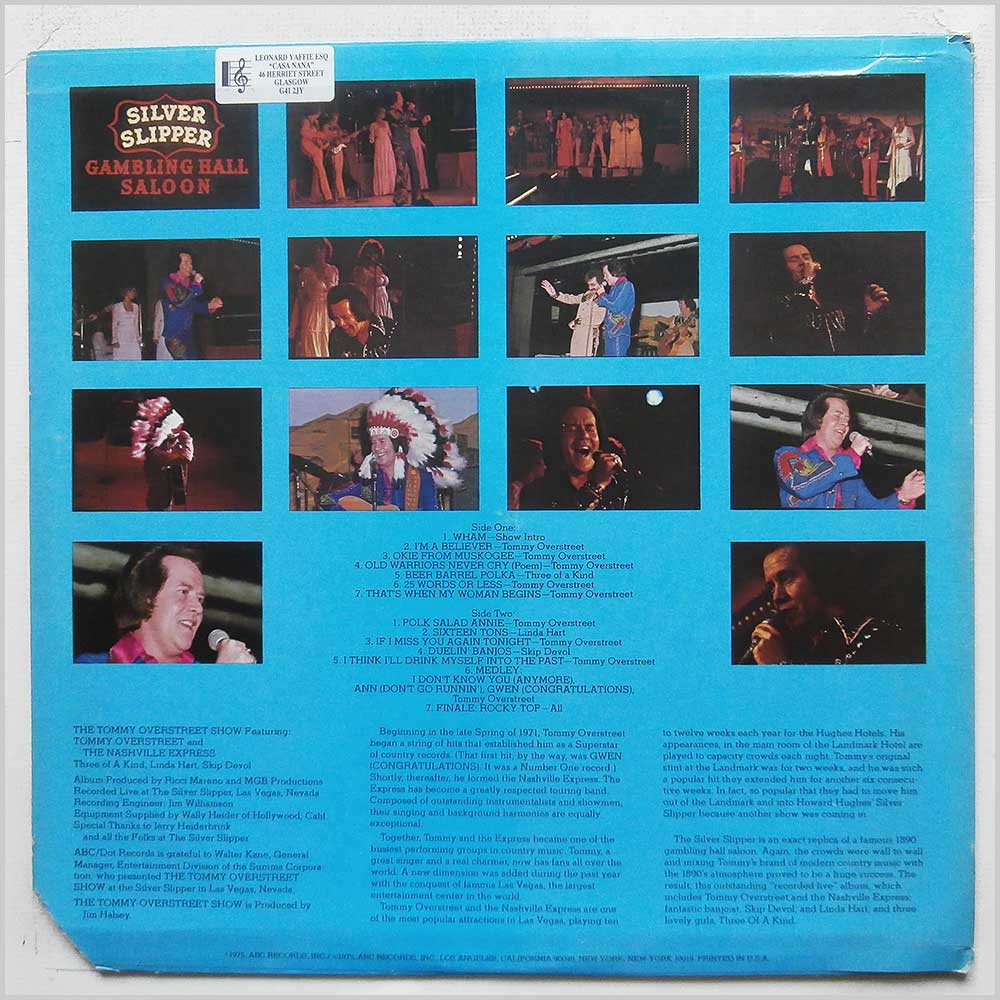 LEONARD YAFFIE ESQ
"CASA NANA"
46 HERRIET STREET
GLASGOW
G41 2JY
SILVER
SLIPPER
GAMBLING HALL
SALOON
Side One:
1. WHAM—Show Intro
2. I'M A BELIEVER—Tommy Overstreet
3. OKIE FROM MUSKOGEE—Tommy Overstreet
4. OLD WARRIORS NEVER CRY (Poem)—Tommy Overstreet
5. BEER BARREL POLKA—Three of a Kind
6. 25 WORDS OR LESS—Tommy Overstreet
7. THAT'S WHEN MY WOMAN BEGINS—Tommy Overstreet
Side Two:
1. POLK SALAD ANNIE—Tommy Overstreet
2. SIXTEEN TONS—Linda Hart
3. IF I MISS YOU AGAIN TONIGHT—Tommy Overstreet
4. DUELIN' BANJOS—Skip Devol
5. I THINK I'LL DRINK MYSELF INTO THE PAST—Tommy Overstreet
6. MEDLEY:
I DON'T KNOW YOU (ANYMORE),
ANN (DON'T GO RUNNIN'), GWEN (CONGRATULATIONS),
Tommy Overstreet
7. FINALE: ROCKY TOP—All
THE TOMMY OVERSTREET SHOW Featuring:
TOMMY OVERSTREET and
THE NASHVILLE EXPRESS
Three of A Kind, Linda Hart, Skip Devol
Album Produced by Ricci Mareno and MGB Productions
Recorded Live at The Silver Slipper, Las Vegas, Nevada
Recording Engineer: Jim Williamson
Equipment Supplied by Wally Heider of Hollywood, Calif.
Special Thanks to Jerry Heiderbrink
and all the Folks at The Silver Slipper
ABC/Dot Records is grateful to Walter Kane, General
Manager, Entertainment Division of the Summa Corpora-
tion, who presented THE TOMMY OVERSTREET
SHOW at the Silver Slipper in Las Vegas, Nevada.
THE TOMMY OVERSTREET SHOW is Produced by
Jim Halsey.
Beginning in the late Spring of 1971, Tommy Overstreet
began a string of hits that established him as a Superstar
of country records. (That first hit, by the way, was GWEN
(CONGRATULATIONS). It was a Number One record.)
Shortly, thereafter, he formed the Nashville Express. The
Express has become a greatly respected touring band.
Composed of outstanding instrumentalists and showmen,
their singing and background harmonies are equally
exceptional.
Together, Tommy and the Express became one of the
busiest performing groups in country music. Tommy, a
great singer and a real charmer, now has fans all over the
world. A new dimension was added during the past year
with the conquest of famous Las Vegas, the largest
entertainment center in the world.
Tommy Overstreet and the Nashville Express are one
of the most popular attractions in Las Vegas, playing ten
to twelve weeks each year for the Hughes Hotels. His
appearances, in the main room of the Landmark Hotel are
played to capacity crowds each night. Tommy's original
stint at the Landmark was for two weeks, and he was such
a popular hit they extended him for another six consecu-
tive weeks. In fact, so popular that they had to move him
out of the Landmark and into Howard Hughes' Silver
Slipper because another show was coming in.
The Silver Slipper is an exact replica of a famous 1890
gambling hall saloon. Again, the crowds were wall to wall
and mixing Tommy's brand of modern country music with
the 1890's atmosphere proved to be a huge success. The
result, this outstanding "recorded live" album, which
includes Tommy Overstreet and the Nashville Express;
fantastic banjoist, Skip Devol, and Linda Hart, and three
lovely girls, Three Of A Kind.
1975, ABC RECORDS, INC./ 1975, ABC RECORDS, INC. LOS ANGELES, CALIFORNIA 90048, NEW YORK, NEW YORK, 10019. PRINTED IN U.S.A.